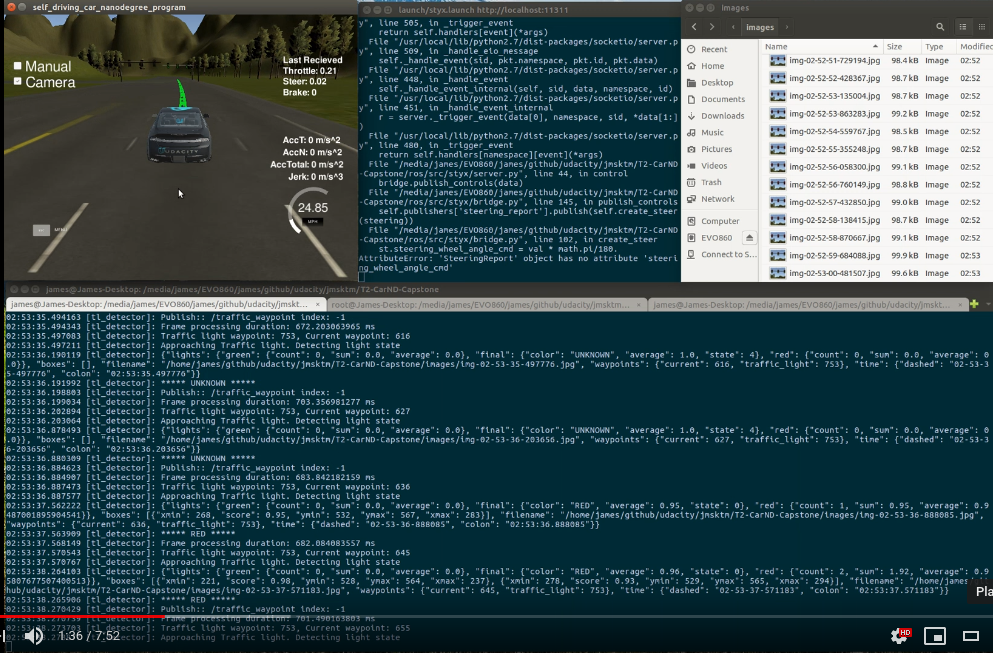 self_driving_car_nanodegree_program
Manual
Camera
Last Recieved
Throttle: 0.21
Steer: 0.02
Brake: 0
AccT: 0 m/s^2
AccN: 0 m/s^2
AccTotal: 0 m/s^2
Jerk: 0 m/s^3
24.85
MPH
MENU
UDACITY
launch/styx.launch http://localhost:11311
y", line 505, in _trigger_event
return self.handlers[event](*args)
File "/usr/local/lib/python2.7/dist-packages/socketio/server.p
y", line 509, in _handle_eio_message
self._handle_event(sid, pkt.namespace, pkt.id, pkt.data)
File "/usr/local/lib/python2.7/dist-packages/socketio/server.p
y", line 448, in _handle_event
self._handle_event_internal(self, sid, data, namespace, id)
File "/usr/local/lib/python2.7/dist-packages/socketio/server.p
y", line 451, in _handle_event_internal
r = server._trigger_event(data[0], namespace, sid, *data[1:]
)
File "/usr/local/lib/python2.7/dist-packages/socketio/server.p
y", line 480, in _trigger_event
return self.handlers[namespace][event](*args)
File "/media/james/EVO860/james/github/udacity/jmsktm/T2-CarND
-Capstone/ros/src/styx/server.py", line 44, in control
bridge.publish_controls(data)
File "/media/james/EVO860/james/github/udacity/jmsktm/T2-CarND
-Capstone/ros/src/styx/bridge.py", line 145, in publish_controls
self.publishers['steering_report'].publish(self.create_steer
(steering))
File "/media/james/EVO860/james/github/udacity/jmsktm/T2-CarND
-Capstone/ros/src/styx/bridge.py", line 102, in create_steer
st.steering_wheel_angle_cmd = val * math.pi/180.
AttributeError: 'SteeringReport' object has no attribute 'steeri
ng_wheel_angle_cmd'
images
images
Recent
Home
Desktop
Documents
Downloads
Music
Pictures
Videos
Trash
Network
Computer
EVO860
Connect to S...
Name Size Type Modified
img-02-52-51-729194.jpg 98.4 kB Image 02:52
img-02-52-52-428367.jpg 98.7 kB Image 02:52
img-02-52-53-135004.jpg 98.7 kB Image 02:52
img-02-52-53-863283.jpg 99.2 kB Image 02:52
img-02-52-54-559767.jpg 98.5 kB Image 02:52
img-02-52-55-355248.jpg 98.7 kB Image 02:52
img-02-52-56-058300.jpg 99.1 kB Image 02:52
img-02-52-56-760149.jpg 98.8 kB Image 02:52
img-02-52-57-432850.jpg 99.0 kB Image 02:52
img-02-52-58-138415.jpg 98.7 kB Image 02:52
img-02-52-58-870667.jpg 99.1 kB Image 02:52
img-02-52-59-684088.jpg 99.9 kB Image 02:52
img-02-53-00-481507.jpg 99.6 kB Image 02:53
james@James-Desktop: /media/james/EVO860/james/github/udacity/jmsktm/T2-CarND-Capstone
james@James-Desktop: /media/james/EVO860/james/github/udacity/jmskt... × root@James-Desktop: /media/james/EVO860/james/github/udacity/jmsktm... × james@James-Desktop: /media/james/EVO860/james/github/udacity/jmskt... ×
02:53:35.494163 [tl_detector]: Publish:: /traffic_waypoint index: -1
02:53:35.494343 [tl_detector]: Frame processing duration: 672.203063965 ms
02:53:35.497083 [tl_detector]: Traffic light waypoint: 753, Current waypoint: 616
02:53:35.497211 [tl_detector]: Approaching Traffic light. Detecting light state
02:53:36.190119 [tl_detector]: {"lights": {"green": {"count": 0, "sum": 0.0, "average": 0.0}, "final": {"color": "UNKNOWN", "average": 1.0, "state": 4}, "red": {"count": 0, "sum": 0.0, "average": 0
.0}}, "boxes": [], "filename": "/home/james/github/udacity/jmsktm/T2-CarND-Capstone/images/img-02-53-35-497776.jpg", "waypoints": {"current": 616, "traffic_light": 753}, "time": {"dashed": "02-53-3
5-497776", "colon": "02:53:35.497776"}}
02:53:36.191992 [tl_detector]: ***** UNKNOWN *****
02:53:36.198803 [tl_detector]: Publish:: /traffic_waypoint index: -1
02:53:36.199034 [tl_detector]: Frame processing duration: 703.356981277 ms
02:53:36.202894 [tl_detector]: Traffic light waypoint: 753, Current waypoint: 627
02:53:36.203064 [tl_detector]: Approaching Traffic light. Detecting light state
02:53:36.878493 [tl_detector]: {"lights": {"green": {"count": 0, "sum": 0.0, "average": 0.0}, "final": {"color": "UNKNOWN", "average": 1.0, "state": 4}, "red": {"count": 0, "sum": 0.0, "average": 0
.0}}, "boxes": [], "filename": "/home/james/github/udacity/jmsktm/T2-CarND-Capstone/images/img-02-53-36-203656.jpg", "waypoints": {"current": 627, "traffic_light": 753}, "time": {"dashed": "02-53-3
6-203656", "colon": "02:53:36.203656"}}
02:53:36.880309 [tl_detector]: ***** UNKNOWN *****
02:53:36.884623 [tl_detector]: Publish:: /traffic_waypoint index: -1
02:53:36.884907 [tl_detector]: Frame processing duration: 683.842182159 ms
02:53:36.887473 [tl_detector]: Traffic light waypoint: 753, Current waypoint: 636
02:53:36.887577 [tl_detector]: Approaching Traffic light. Detecting light state
02:53:37.562222 [tl_detector]: {"lights": {"green": {"count": 0, "sum": 0.0, "average": 0.0}, "final": {"color": "RED", "average": 0.95, "state": 0}, "red": {"count": 1, "sum": 0.95, "average": 0.9
487001895904541}}, "boxes": [{"xmin": 268, "score": 0.95, "ymin": 532, "ymax": 567, "xmax": 283}], "filename": "/home/james/github/udacity/jmsktm/T2-CarND-Capstone/images/img-02-53-36-888085.jpg",
"waypoints": {"current": 636, "traffic_light": 753}, "time": {"dashed": "02-53-36-888085", "colon": "02:53:36.888085"}}
02:53:37.563909 [tl_detector]: ***** RED *****
02:53:37.568149 [tl_detector]: Frame processing duration: 682.084083557 ms
02:53:37.570543 [tl_detector]: Traffic light waypoint: 753, Current waypoint: 645
02:53:37.570767 [tl_detector]: Approaching Traffic light. Detecting light state
02:53:38.264103 [tl_detector]: {"lights": {"green": {"count": 0, "sum": 0.0, "average": 0.0}, "final": {"color": "RED", "average": 0.96, "state": 0}, "red": {"count": 2, "sum": 1.92, "average": 0.9
5807677507400513}}, "boxes": [{"xmin": 221, "score": 0.98, "ymin": 528, "ymax": 564, "xmax": 237}, {"xmin": 278, "score": 0.93, "ymin": 529, "ymax": 565, "xmax": 294}], "filename": "/home/james/
hub/udacity/jmsktm/T2-CarND-Capstone/images/img-02-53-37-571183.jpg", "waypoints": {"current": 645, "traffic_light": 753}, "time": {"dashed": "02-53-37-571183", "colon": "02:53:37.571183"}}
02:53:38.265906 [tl_detector]: ***** RED *****
02:53:38.270429 [tl_detector]: Publish:: /traffic_waypoint index: -1
[tl_detector]: Frame processing duration: 701.490163803 ms
[tl_detector]: Traffic light waypoint: 753, Current waypoint: 655
[tl_detector]: Approaching Traffic light. Detecting light state
Pla
1:36 / 7:52
HD